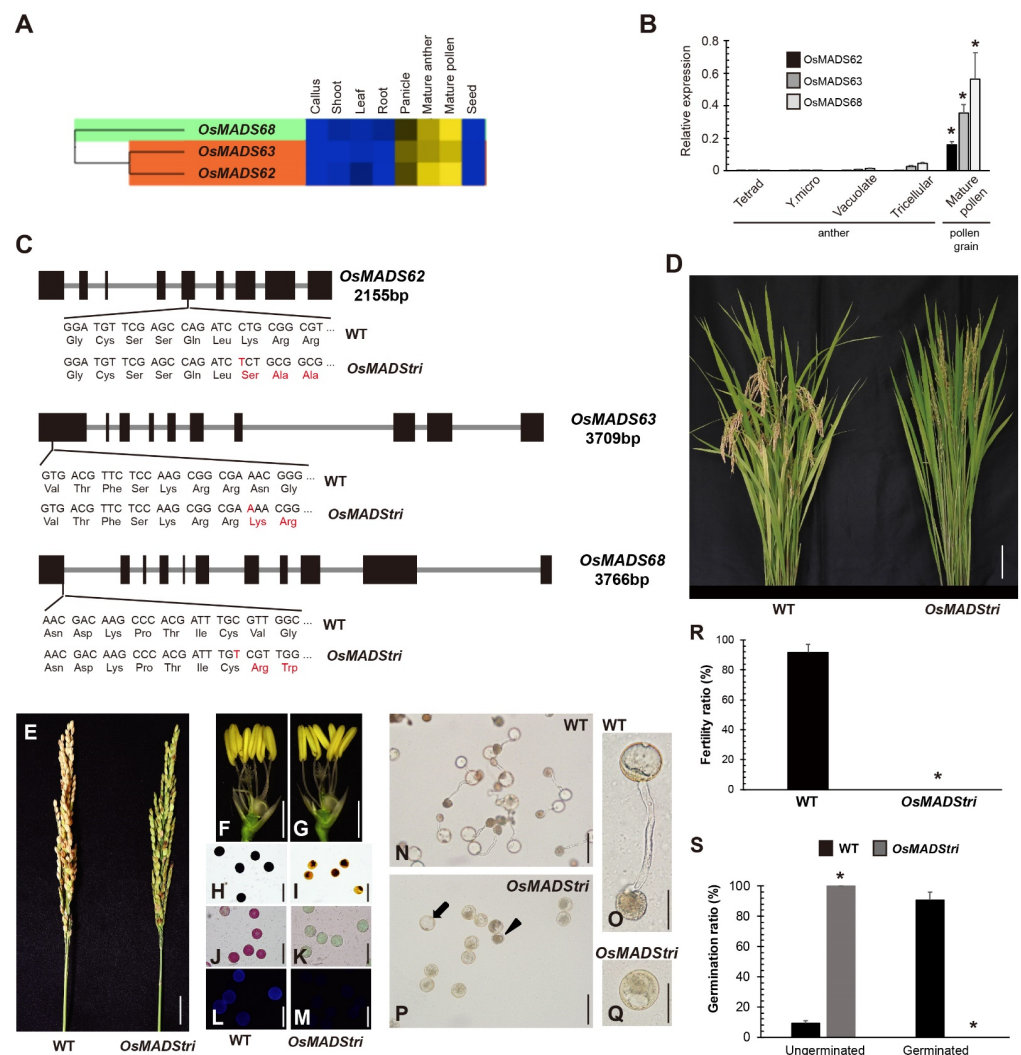 A
Callus
Shoot
Leaf
Root
Panicle
Mature anther
Mature pollen
Seed
OsMADS68
OsMADS63
OsMADS62
B
Relative expression
0.8
0.6
0.4
0.2
0
OsMADS62
OsMADS63
OsMADS68
*
*
*
Tetrad
Y.micro
Vacuolate
Tricellular
Mature pollen
anther
pollen grain
C
OsMADS62
2155bp
GGA TGT TCG AGC CAG ATC CTG CGG CGT ...
Gly Cys Ser Ser Gln Leu Lys Arg Arg
WT
GGA TGT TCG AGC CAG ATC TCT GCG GCG ...
Gly Cys Ser Ser Gln Leu Ser Ala Ala
OsMADStri
OsMADS63
3709bp
GTG ACG TTC TCC AAG CGG CGA AAC GGG ...
Val Thr Phe Ser Lys Arg Arg Asn Gly
WT
GTG ACG TTC TCC AAG CGG CGA AAA CGG ...
Val Thr Phe Ser Lys Arg Arg Lys Arg
OsMADStri
OsMADS68
3766bp
AAC GAC AAG CCC ACG ATT TGC GTT GGC ...
Asn Asp Lys Pro Thr Ile Cys Val Gly
WT
AAC GAC AAG CCC ACG ATT TGT CGT TGG ...
Asn Asp Lys Pro Thr Ile Cys Arg Trp
OsMADStri
D
WT
OsMADStri
E
WT
OsMADStri
F
G
H
I
J
K
L
M
WT
OsMADStri
WT
N
OsMADStri
P
WT
O
OsMADStri
Q
R
Fertility ratio (%)
100
80
60
40
20
0
*
WT
OsMADStri
S
WT
OsMADStri
Germination ratio (%)
100
80
60
40
20
0
*
*
Ungerminated
Germinated